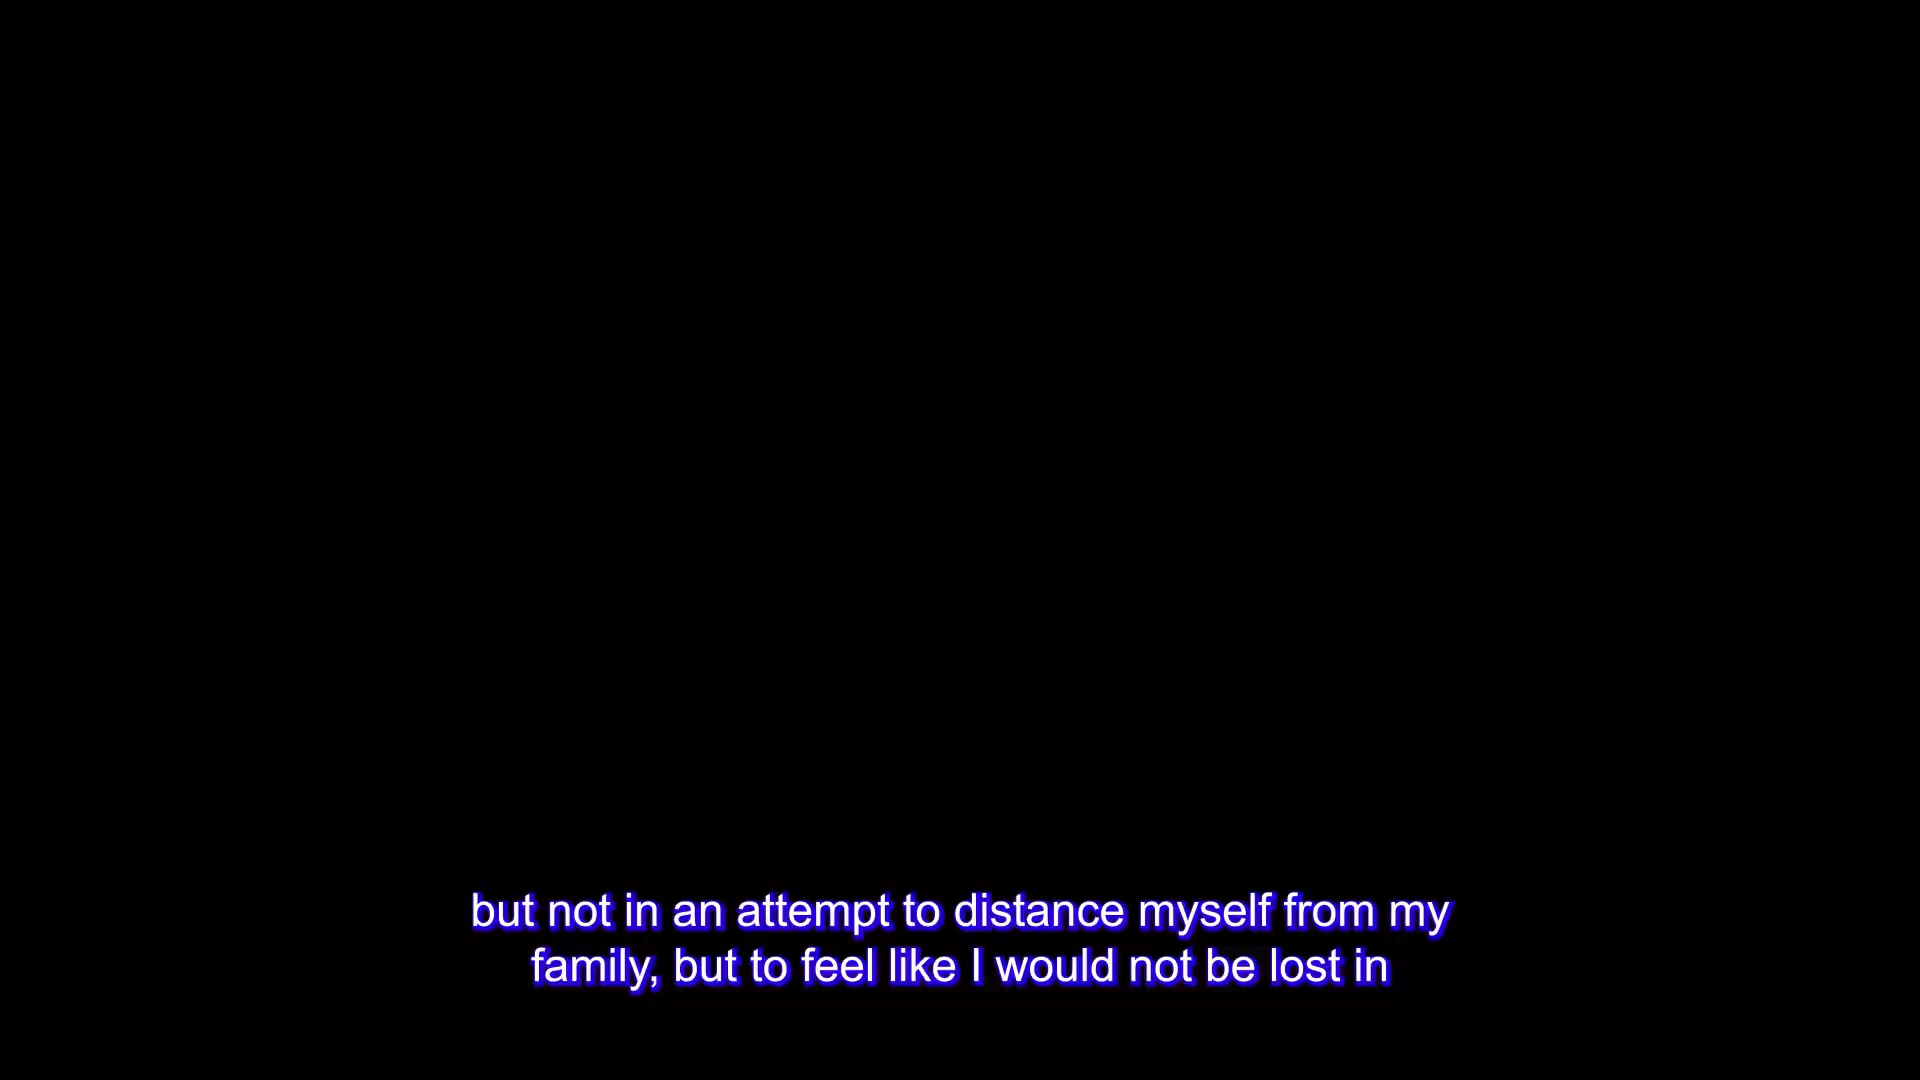 but not in an attempt to distance myself from my
family, but to feel like I would not be lost in